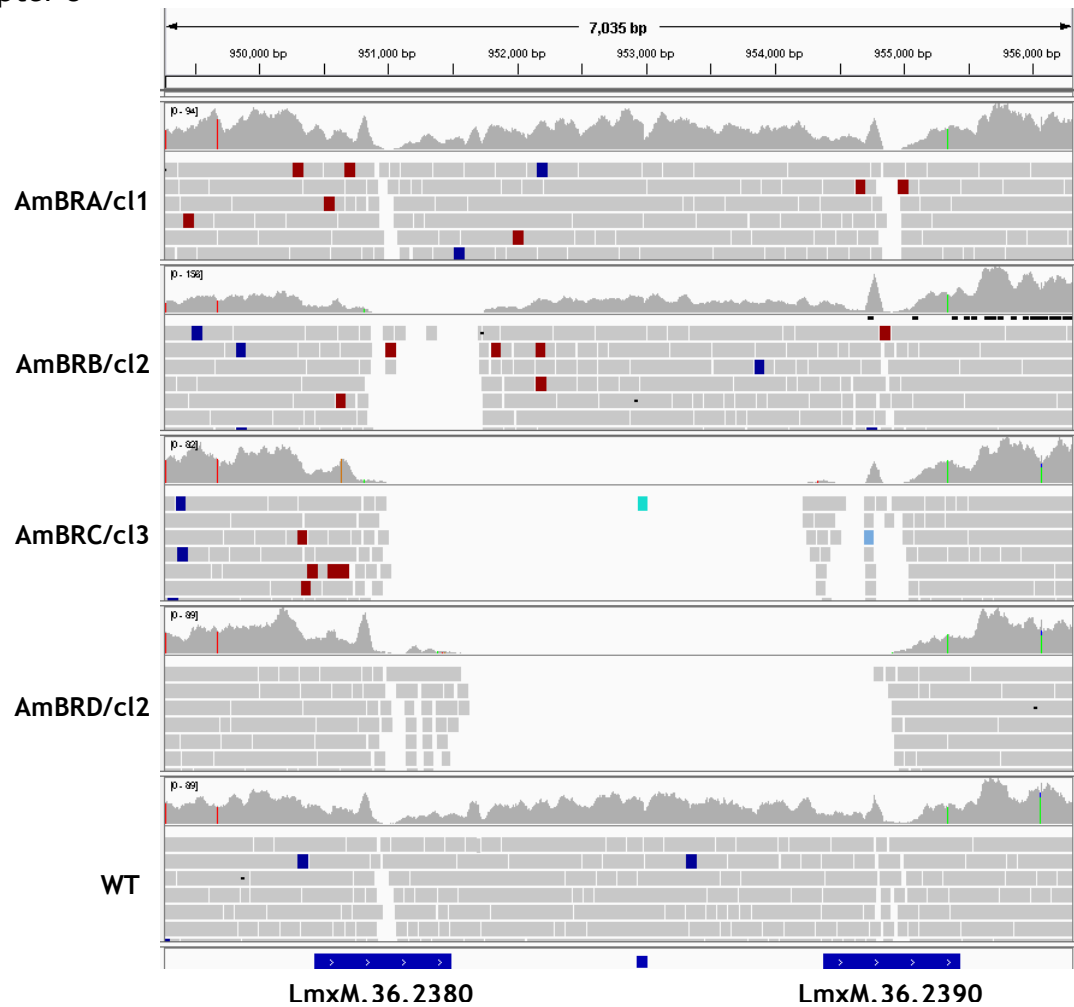 7,035 bp
950,000 bp 951,000 bp 952,000 bp 953,000 bp 954,000 bp 955,000 bp 956,000 bp
[0 - 94]
AmBRA/cl1
[0 - 156]
AmBRB/cl2
[0 - 82]
AmBRC/cl3
[0 - 89]
AmBRD/cl2
[0 - 89]
WT
LmxM.36.2380 LmxM.36.2390